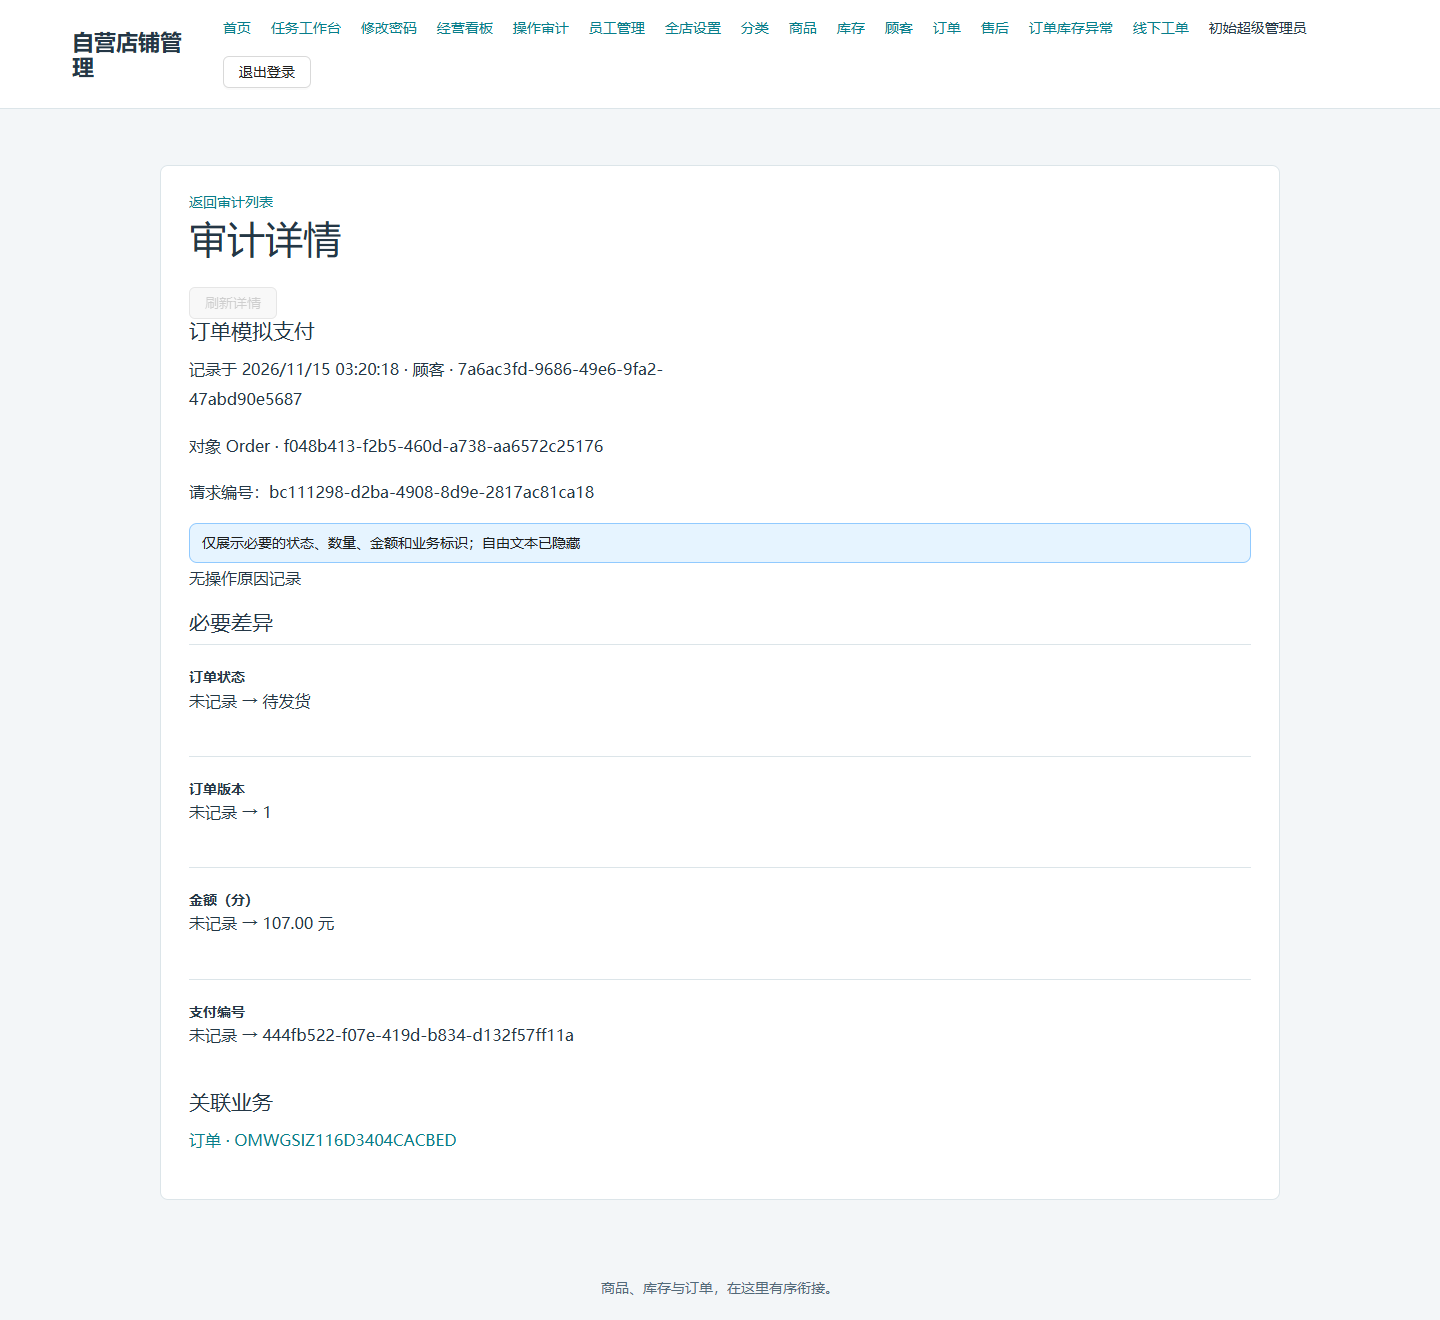 自营店铺管
理
首页 任务工作台 修改密码 经营看板 操作审计 员工管理 全店设置 分类 商品 库存 顾客 订单 售后 订单库存异常 线下工单 初始超级管理员
退出登录
返回审计列表
审计详情
刷新详情
订单模拟支付
记录于 2026/11/15 03:20:18 · 顾客 · 7a6ac3fd-9686-49e6-9fa2-
47abd90e5687
对象 Order · f048b413-f2b5-460d-a738-aa6572c25176
请求编号：bc111298-d2ba-4908-8d9e-2817ac81ca18
仅展示必要的状态、数量、金额和业务标识；自由文本已隐藏
无操作原因记录
必要差异
订单状态
未记录 → 待发货
订单版本
未记录 → 1
金额（分）
未记录 → 107.00 元
支付编号
未记录 → 444fb522-f07e-419d-b834-d132f57ff11a
关联业务
订单 · OMWGSIZ116D3404CACBED
商品、库存与订单，在这里有序衔接。